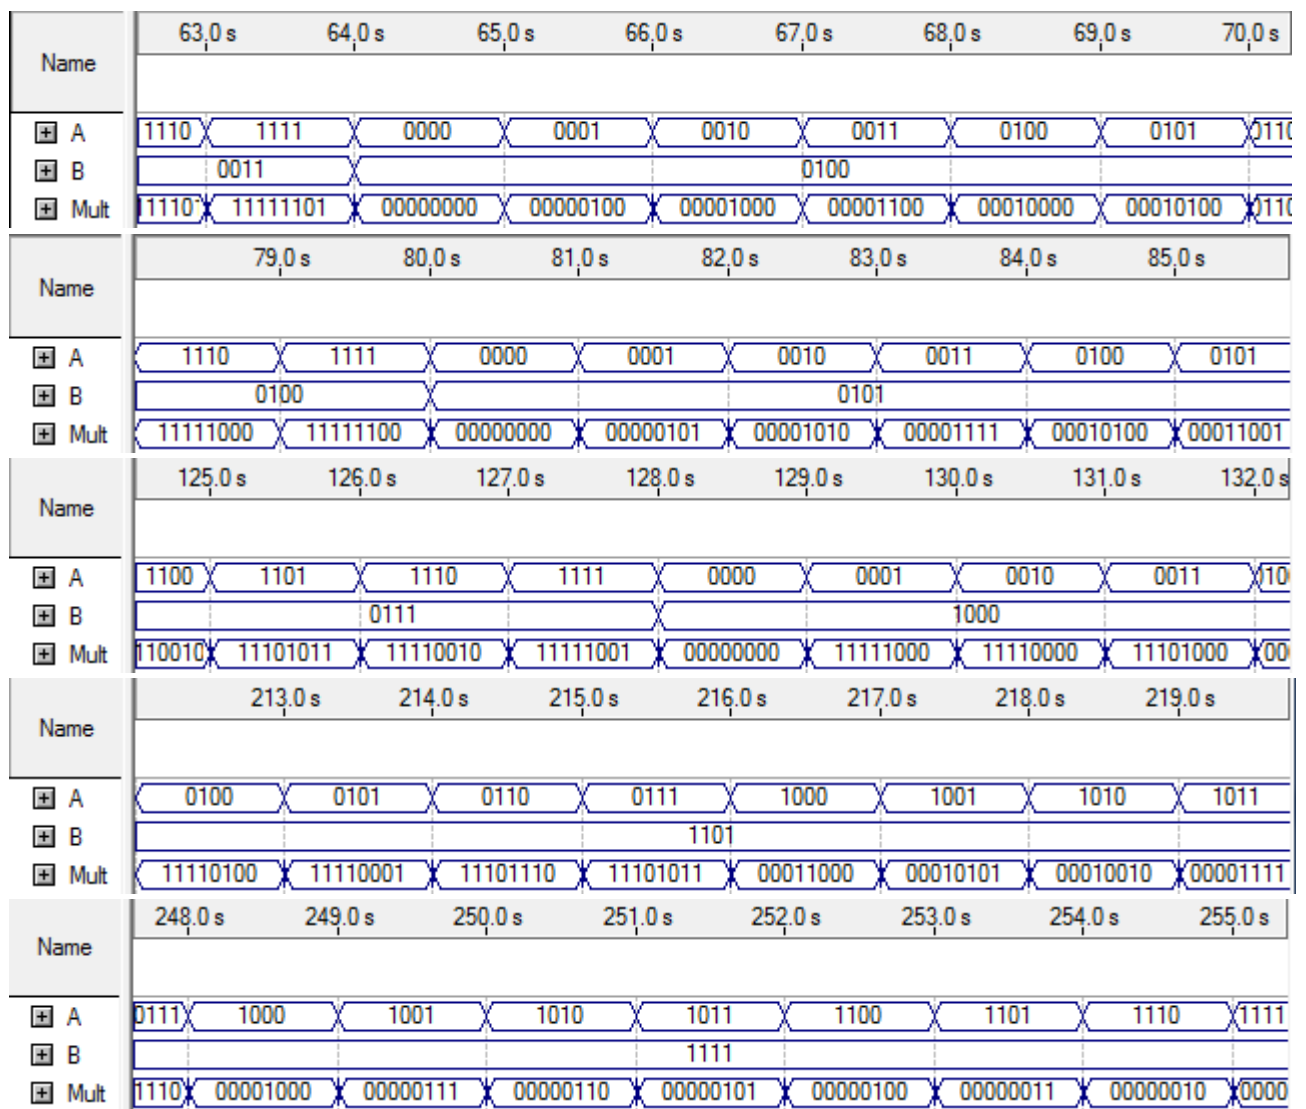 63.0 s 64.0 s 65.0 s 66.0 s 67.0 s 68.0 s 69.0 s 70.0 s
Name
A 1110 1111 0000 0001 0010 0011 0100 0101 0110
B 0011 0100
Mult 11111101 00000000 00000100 00001000 00001100 00010000 00010100
79.0 s 80.0 s 81.0 s 82.0 s 83.0 s 84.0 s 85.0
Name
A 1110 1111 0000 0001 0010 0011 0100 0101
B 0100 0101
Mult 11111000 11111100 00000000 00000101 00001010 00001111 00010100 00011001
125.0 s 126.0 s 127.0 s 128.0 s 129.0 s 130.0 s 131.0 s 132.0 s
Name
A 1100 1101 1110 1111 0000 0001 0010 0011
B 0111 1000
Mult 110010 11101011 11110010 11111001 00000000 11111000 11110000 11101000
213.0 s 214.0 s 215.0 s 216.0 s 217.0 s 218.0 s 219.0 s
Name
A 0100 0101 0110 0111 1000 1001 1010 1011
B 1101
Mult 11110100 11110001 11101110 11101011 00011000 00010101 00010010 00001111
248.0 s 249.0 s 250.0 s 251.0 s 252.0 s 253.0 s 254.0 s 255.0 s
Name
A 0111 1000 1001 1010 1011 1100 1101 1110 1111
B 1111
Mult 1110 00001000 00000111 00000110 00000101 00000100 00000011 00000010 0000